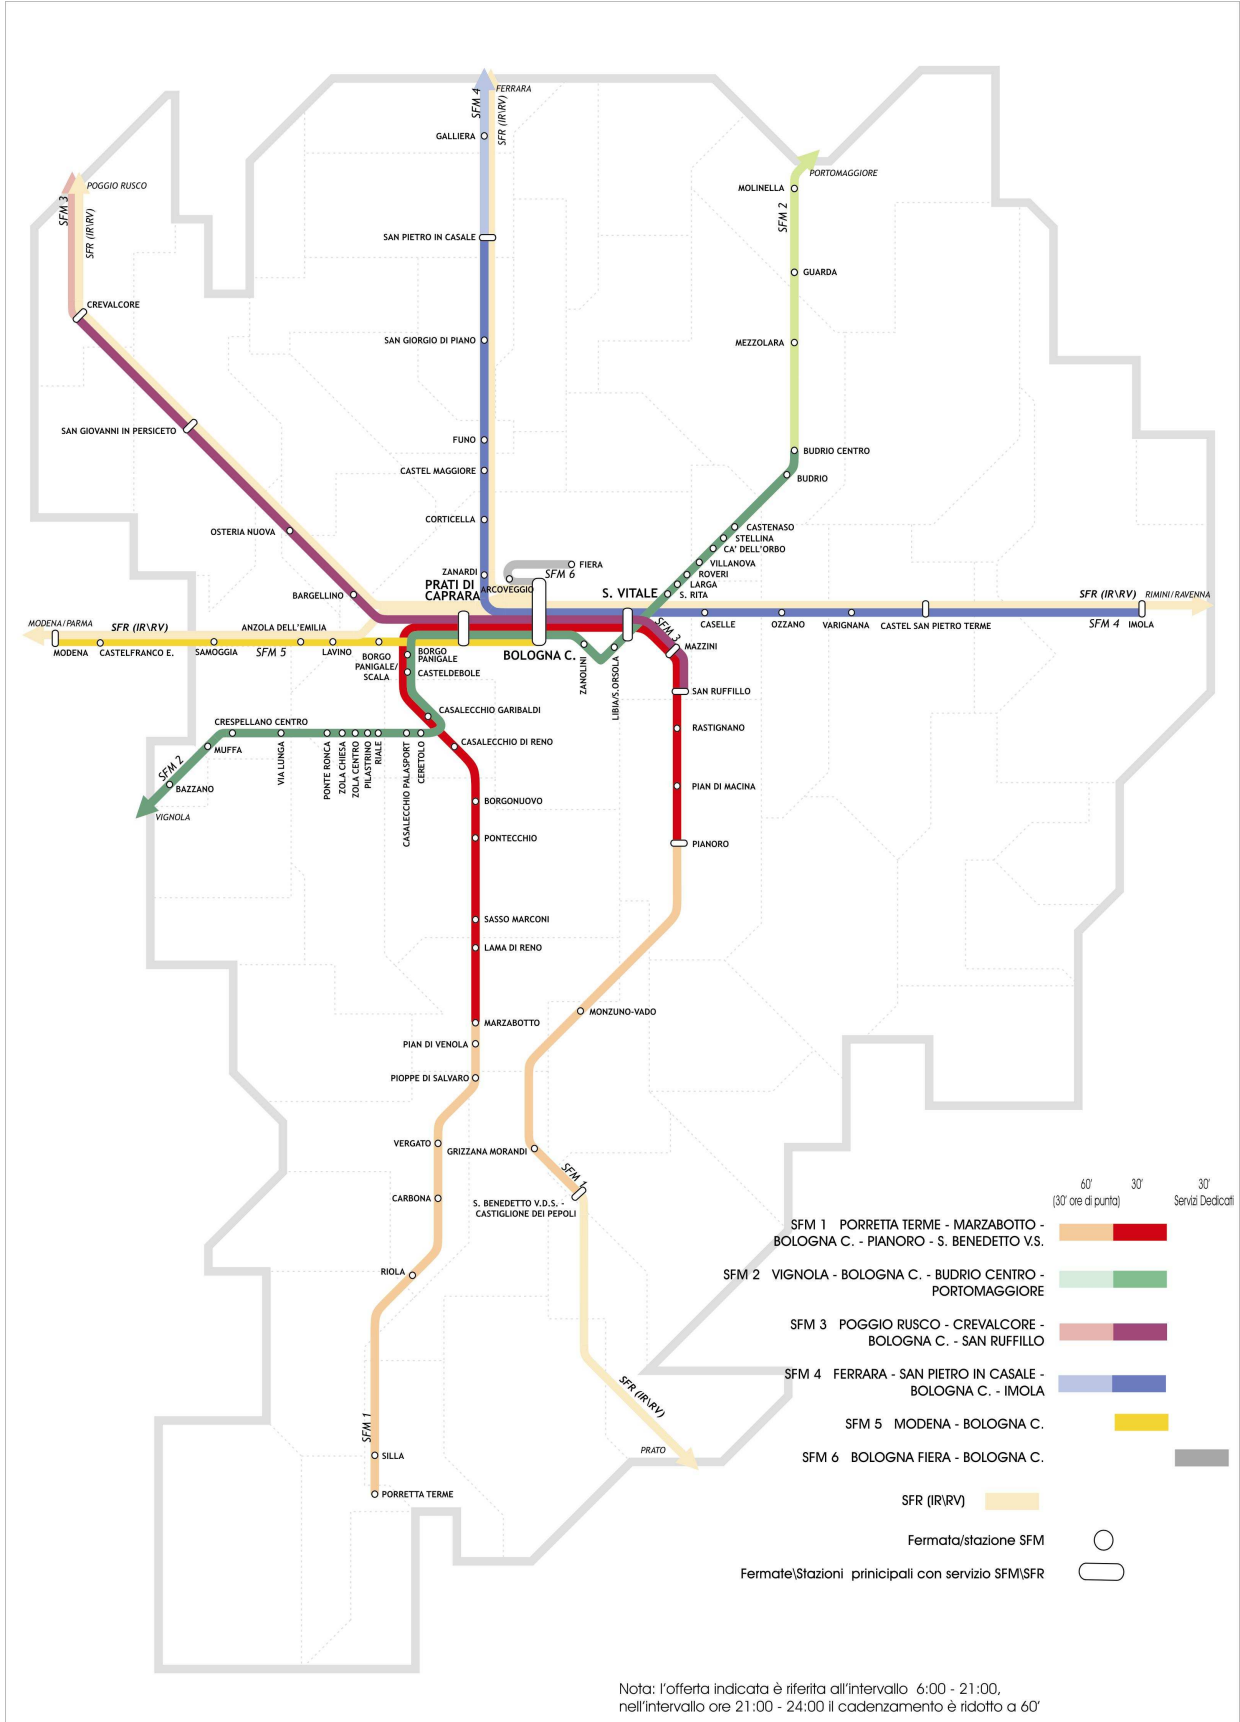 FERRARA
SFM 4
SFR (IR\RV)
GALLIERA
SAN PIETRO IN CASALE
SAN GIORGIO DI PIANO
FUNO
CASTEL MAGGIORE
CORTICELLA
ZANARDI
POGGIO RUSCO
SFM 3
SFR (IR\RV)
CREVALCORE
SAN GIOVANNI IN PERSICETO
OSTERIA NUOVA
BARGELLINO
PORTOMAGGIORE
MOLINELLA
SFM 2
GUARDA
MEZZOLARA
BUDRIO CENTRO
BUDRIO
CASTENASO
STELLINA
CA' DELL'ORBO
VILLANOVA
ROVERI
LARGA
S. RITA
FIERA
SFM 6
ARCOVEGGIO
PRATI DI
CAPRARA
S. VITALE
BOLOGNA C.
MODENA/PARMA
SFR (IR\RV)
MODENA
CASTELFRANCO E.
SAMOGGIA
SFM 5
ANZOLA DELL'EMILIA
LAVINO
BORGO
PANIGALE/
SCALA
BORGO
PANIGALE
CASTELDEBOLE
ZANOLINI
LIBIA/S.ORSOLA
SFM 3
MAZZINI
SAN RUFFILLO
CASELLE
OZZANO
VARIGNANA
CASTEL SAN PIETRO TERME
SFR (IR\RV)
RIMINI/RAVENNA
SFM 4
IMOLA
CASALECCHIO GARIBALDI
CASALECCHIO DI RENO
CRESPELLANO CENTRO
MUFFA
SFM 2
BAZZANO
VIGNOLA
VIA LUNGA
PONTE RONCA
ZOLA CHIESA
ZOLA CENTRO
PILASTRINO
RIALE
CASALECCHIO PALASPORT
CERETOLO
RASTIGNANO
PIAN DI MACINA
PIANORO
BORGONUOVO
PONTECCHIO
SASSO MARCONI
LAMA DI RENO
MARZABOTTO
PIAN DI VENOLA
PIOPPE DI SALVARO
VERGATO
CARBONA
RIOLA
SFM 1
SILLA
PORRETTA TERME
MONZUNO-VADO
GRIZZANA MORANDI
SFM 1
S. BENEDETTO V.D.S. -
CASTIGLIONE DEI PEPOLI
SFR (IR\RV)
PRATO
60'
(30' ore di punta)
30'
30'
Servizi Dedicati
SFM 1 PORRETTA TERME - MARZABOTTO -
BOLOGNA C. - PIANORO - S. BENEDETTO V.S.
SFM 2 VIGNOLA - BOLOGNA C. - BUDRIO CENTRO -
PORTOMAGGIORE
SFM 3 POGGIO RUSCO - CREVALCORE -
BOLOGNA C. - SAN RUFFILLO
SFM 4 FERRARA - SAN PIETRO IN CASALE -
BOLOGNA C. - IMOLA
SFM 5 MODENA - BOLOGNA C.
SFM 6 BOLOGNA FIERA - BOLOGNA C.
SFR (IR\RV)
Fermata/stazione SFM
Fermate\Stazioni prinicipali con servizio SFM\SFR
Nota: l'offerta indicata è riferita all'intervallo 6:00 - 21:00,
nell'intervallo ore 21:00 - 24:00 il cadenzamento è ridotto a 60'